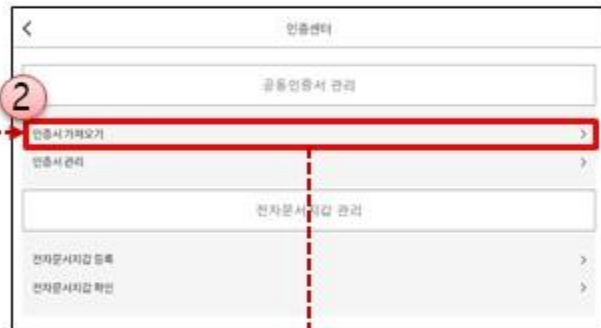 인증센터
공동인증서 관리
2
인증서 가져오기
인증서 관리
전자문서지갑 관리
전자문서지갑 등록
전자문서지갑 확인